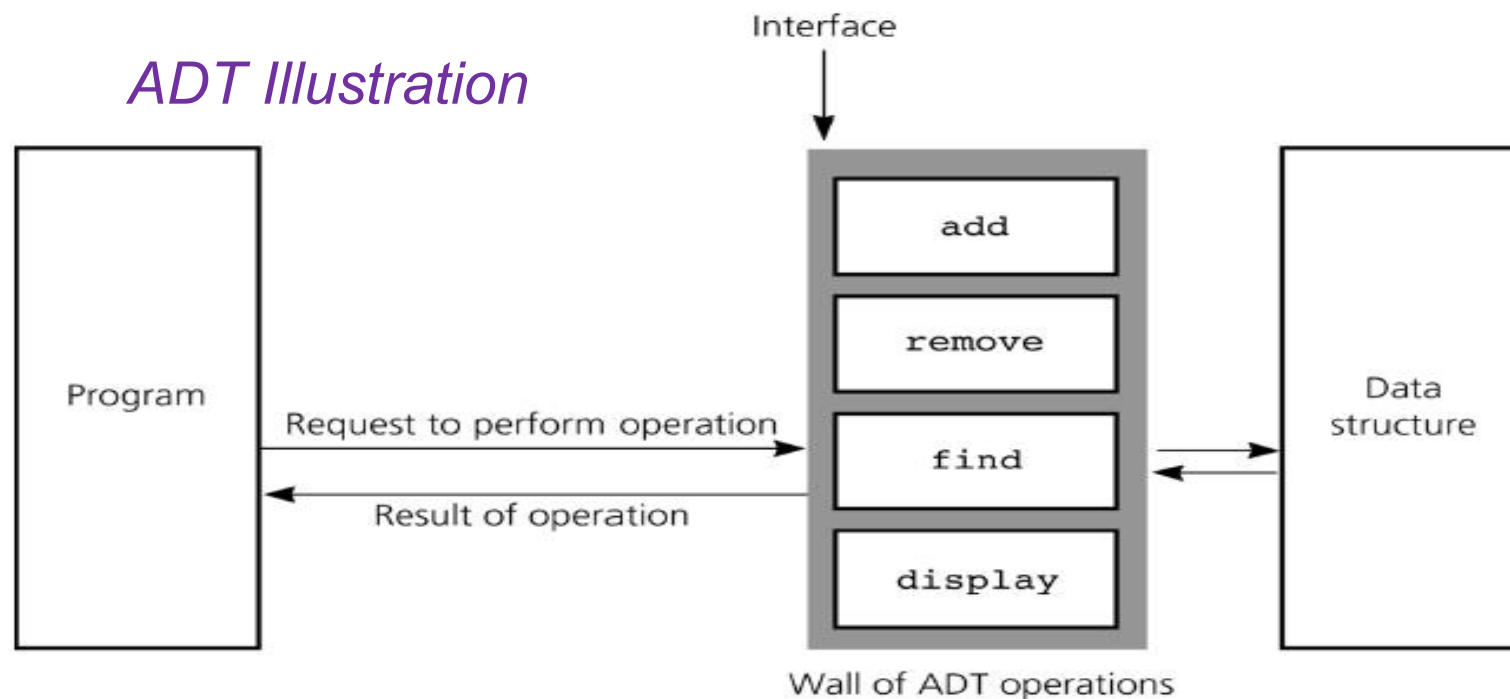 ADT Illustration
Interface
Program
Request to perform operation
Result of operation
add
remove
find
display
Wall of ADT operations
Data
structure